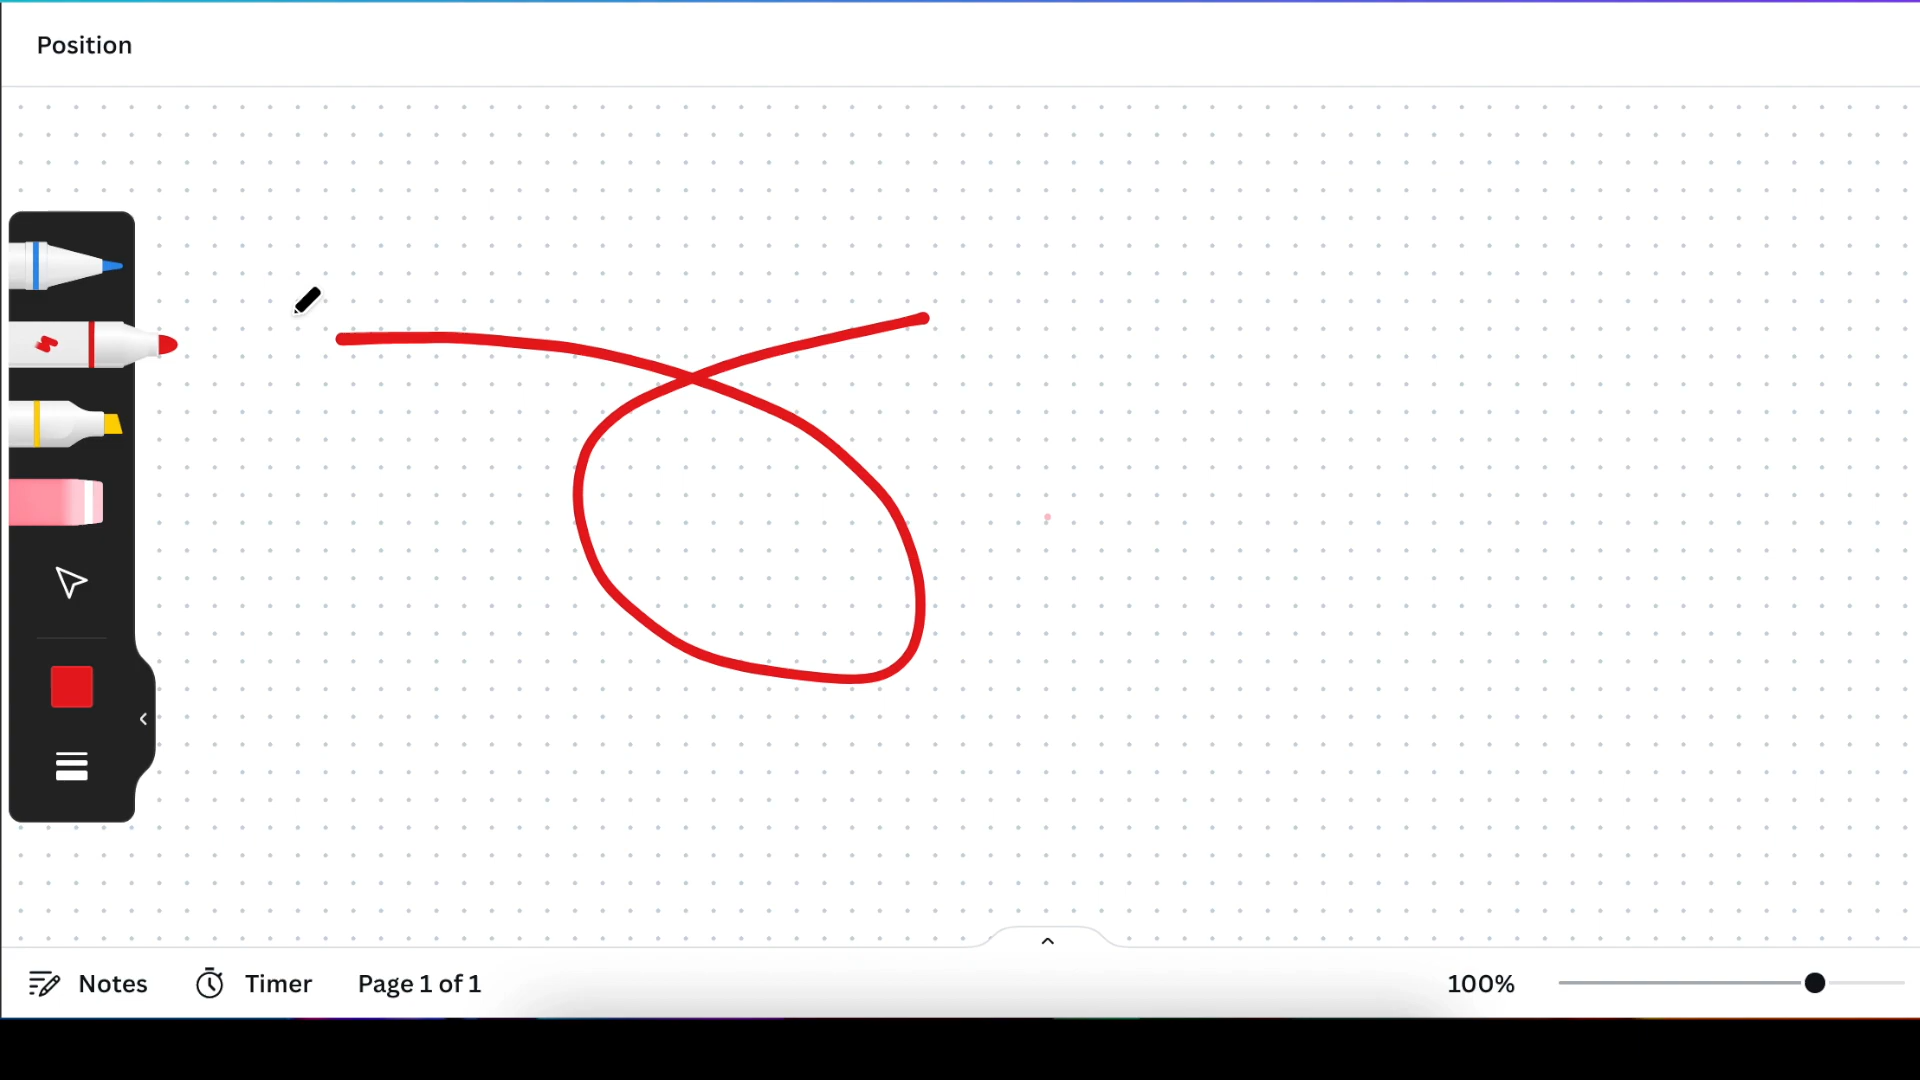 Position
Notes
Timer
Page 1 of 1
100%